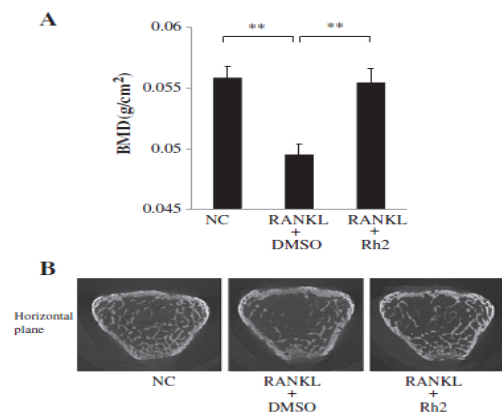 A
** **
0.06
0.055
0.05
0.045
BMD(g/cm²)
NC RANKL RANKL
+ +
DMSO Rh2
B
Horizontal
plane
NC RANKL RANKL
+ +
DMSO Rh2